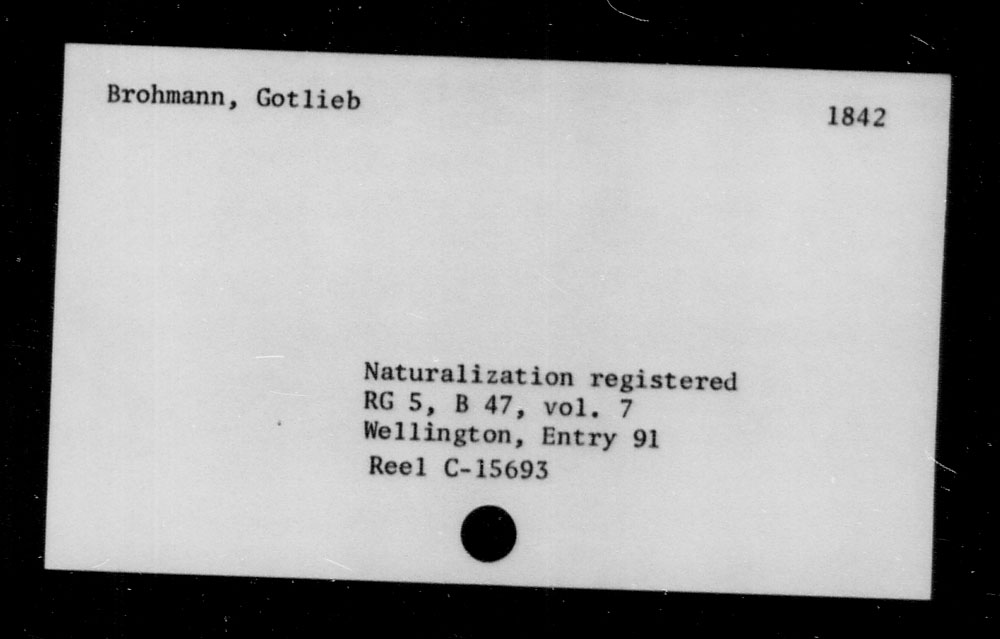 Brohmann, Gotlieb
1842
Naturalization registered
RG 5, B 47, vol. 7
Wellington, Entry 91
Reel C-15693